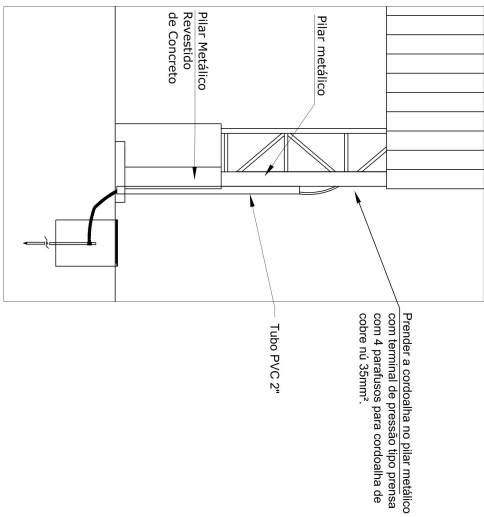 Prender a cordoalha no pilar metálico
com terminal de pressão tipo prensa
com 4 parafusos para cordoalha de
cobre nú 35mm².
Pilar metálico
Tubo PVC 2"
Pilar Metálico
Revestido
de Concreto